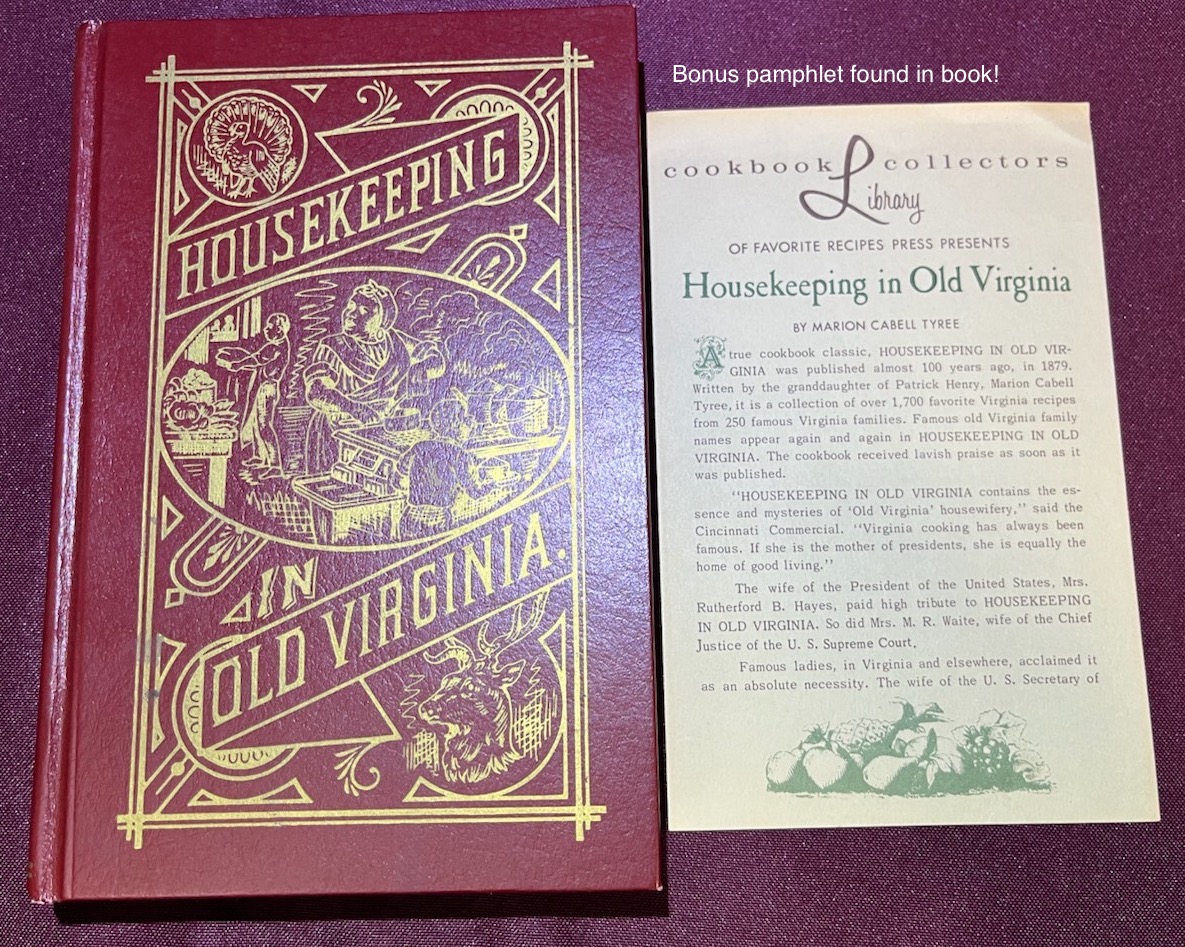 HOUSEKEEPING
IN
OLD VIRGINIA.
Bonus pamphlet found in book!
cookbook collectors
Library
OF FAVORITE RECIPES PRESS PRESENTS
Housekeeping in Old Virginia
BY MARION CABELL TYREE
A true cookbook classic, HOUSEKEEPING IN OLD VIR-
GINIA was published almost 100 years ago, in 1879.
Written by the granddaughter of Patrick Henry, Marion Cabell
Tyree, it is a collection of over 1,700 favorite Virginia recipes
from 250 famous Virginia families. Famous old Virginia family
names appear again and again in HOUSEKEEPING IN OLD
VIRGINIA. The cookbook received lavish praise as soon as it
was published.
"HOUSEKEEPING IN OLD VIRGINIA contains the es-
sence and mysteries of 'Old Virginia' housewifery," said the
Cincinnati Commercial. "Virginia cooking has always been
famous. If she is the mother of presidents, she is equally the
home of good living."
The wife of the President of the United States, Mrs.
Rutherford B. Hayes, paid high tribute to HOUSEKEEPING
IN OLD VIRGINIA. So did Mrs. M. R. Waite, wife of the Chief
Justice of the U. S. Supreme Court.
Famous ladies, in Virginia and elsewhere, acclaimed it
as an absolute necessity. The wife of the U. S. Secretary of